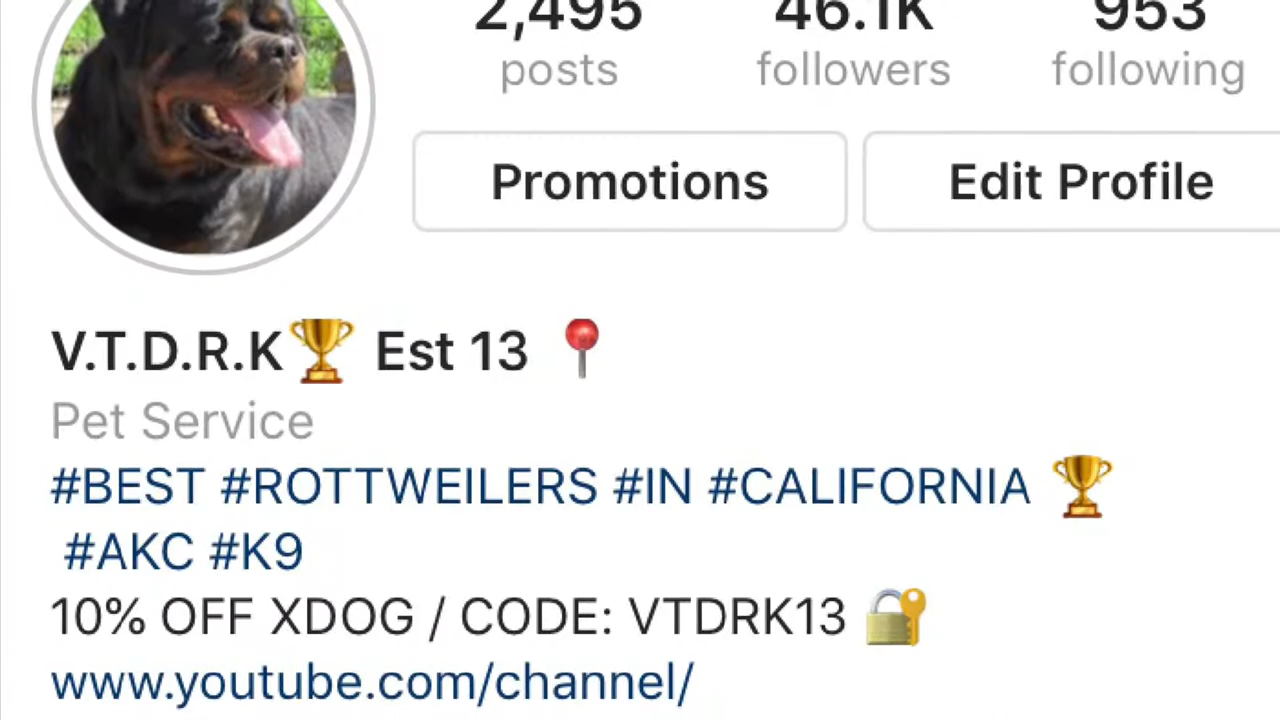 2,495 46.1K 953
posts followers following
Promotions Edit Profile
V.T.D.R.K🏆 Est 13 📍
Pet Service
#BEST #ROTTWEILERS #IN #CALIFORNIA 🏆
#AKC #K9
10% OFF XDOG / CODE: VTDRK13 🔐
www.youtube.com/channel/